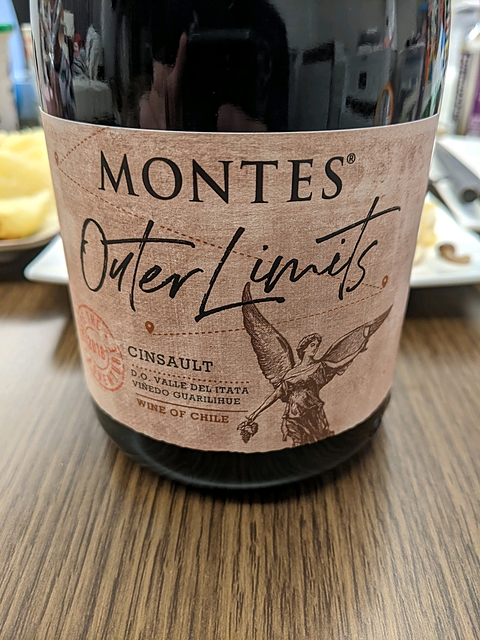 MONTES®
Outer Limits
CINSAULT
D.O. VALLE DEL ITATA
VIÑEDO GUARILIHUE
WINE OF CHILE